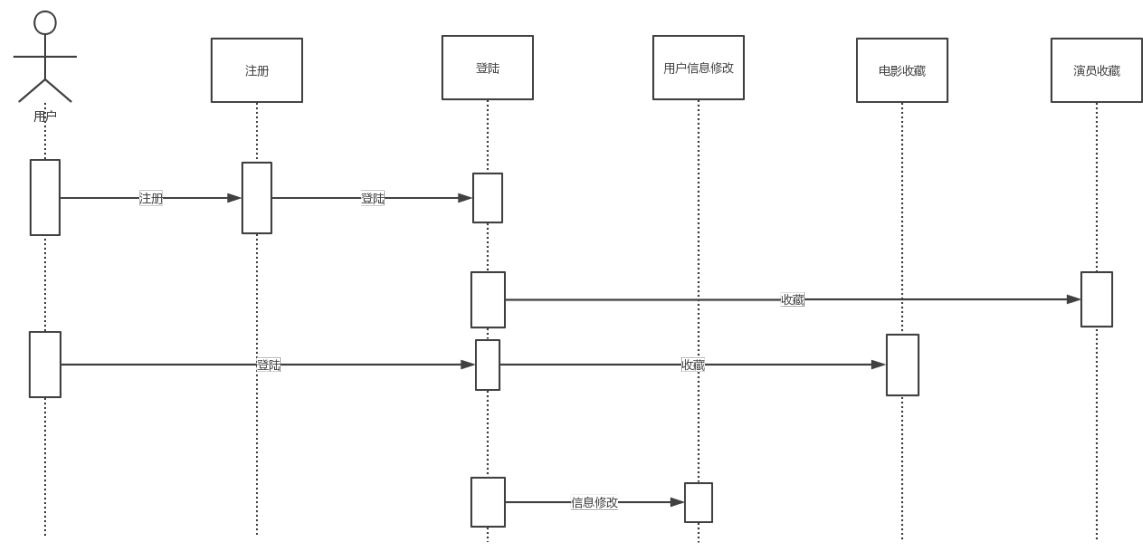 注册
登陆
用户信息修改
电影收藏
演员收藏
用户
注册
登陆
收藏
登陆
收藏
信息修改